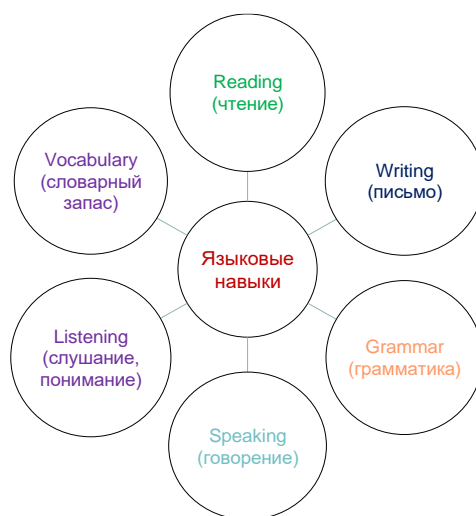 Reading
(чтение)
Vocabulary
(словарный
запас)
Writing
(письмо)
Языковые
навыки
Listening
(слушание,
понимание)
Grammar
(грамматика)
Speaking
(говорение)